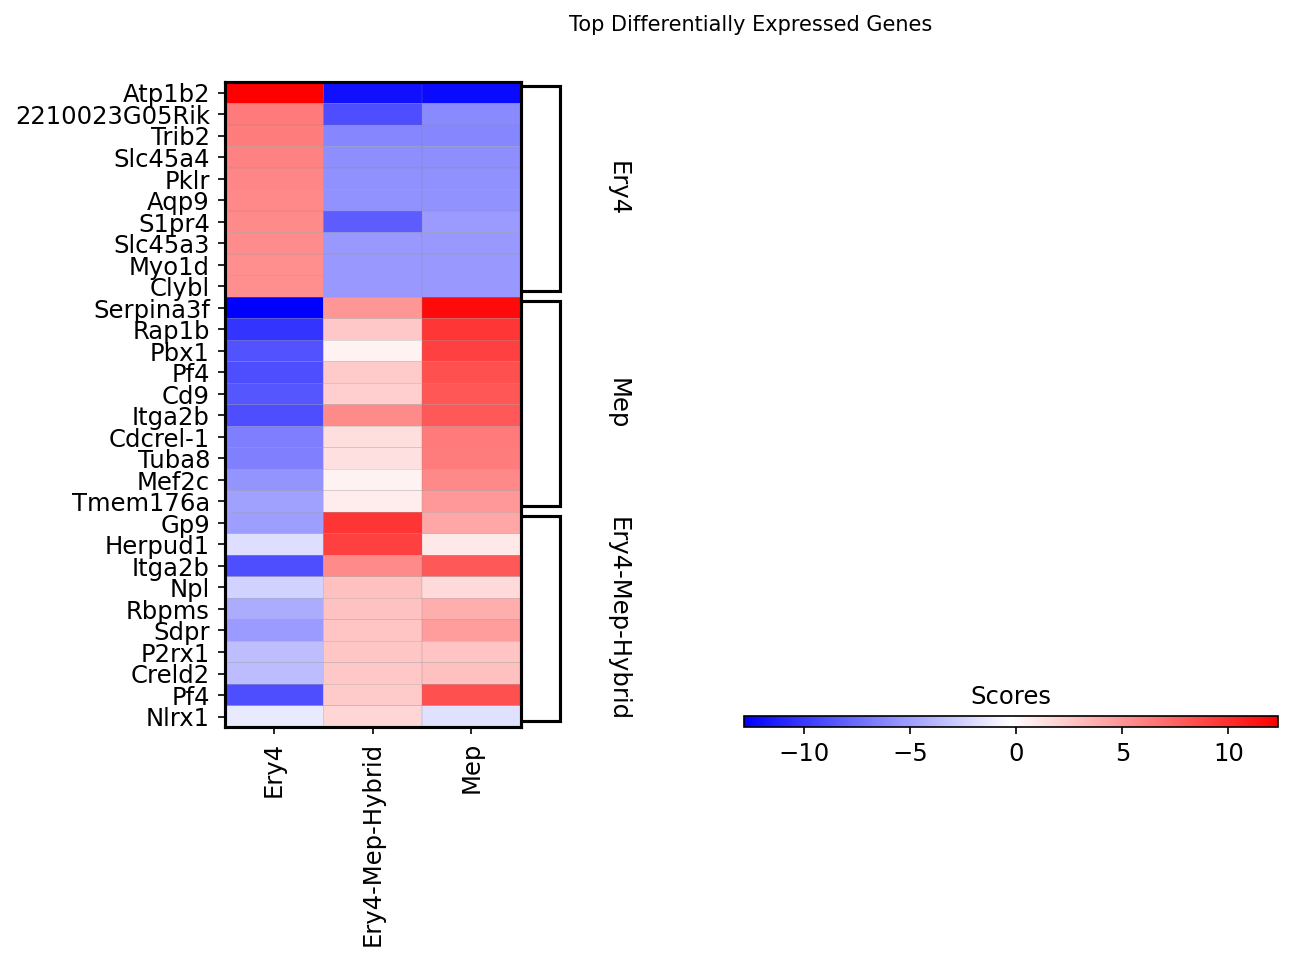 Top Differentially Expressed Genes
Atp1b2
2210023G05Rik
Trib2
Slc45a4
Pklr
Aqp9
S1pr4
Slc45a3
Myo1d
Clybl
Serpina3f
Rap1b
Pbx1
Pf4
Cd9
Itga2b
Cdcrel-1
Tuba8
Mef2c
Tmem176a
Gp9
Herpud1
Itga2b
Npl
Rbpms
Sdpr
P2rx1
Creld2
Pf4
Nlrx1
Ery4
Mep
Ery4-Mep-Hybrid
Ery4
Ery4-Mep-Hybrid
Mep
Scores
−10 −5 0 5 10